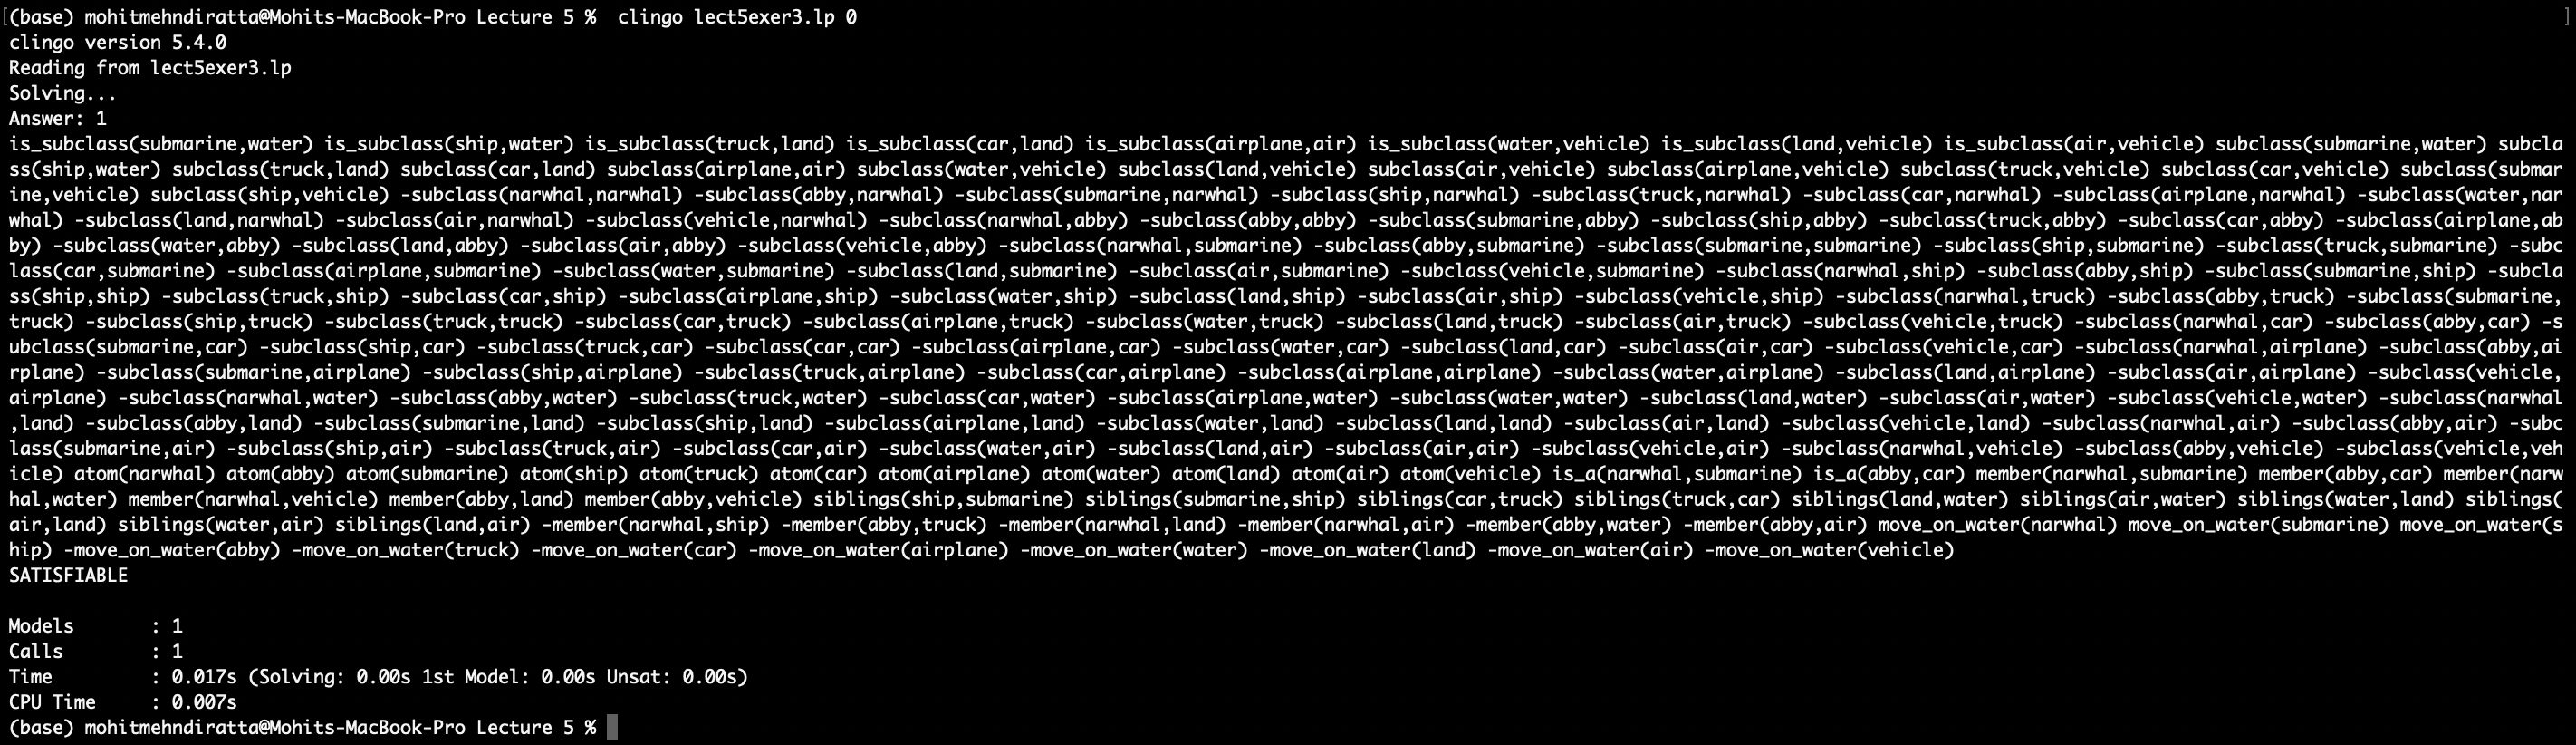 [(base) mohitmehndiratta@Mohits-MacBook-Pro Lecture 5 %  clingo lect5exer3.lp 0 ]
clingo version 5.4.0
Reading from lect5exer3.lp
Solving...
Answer: 1
is_subclass(submarine,water) is_subclass(ship,water) is_subclass(truck,land) is_subclass(car,land) is_subclass(airplane,air) is_subclass(water,vehicle) is_subclass(land,vehicle) is_subclass(air,vehicle) subclass(submarine,water) subcla
ss(ship,water) subclass(truck,land) subclass(car,land) subclass(airplane,air) subclass(water,vehicle) subclass(land,vehicle) subclass(air,vehicle) subclass(airplane,vehicle) subclass(truck,vehicle) subclass(car,vehicle) subclass(submar
ine,vehicle) subclass(ship,vehicle) -subclass(narwhal,narwhal) -subclass(abby,narwhal) -subclass(submarine,narwhal) -subclass(ship,narwhal) -subclass(truck,narwhal) -subclass(car,narwhal) -subclass(airplane,narwhal) -subclass(water,nar
whal) -subclass(land,narwhal) -subclass(air,narwhal) -subclass(vehicle,narwhal) -subclass(narwhal,abby) -subclass(abby,abby) -subclass(submarine,abby) -subclass(ship,abby) -subclass(truck,abby) -subclass(car,abby) -subclass(airplane,ab
by) -subclass(water,abby) -subclass(land,abby) -subclass(air,abby) -subclass(vehicle,abby) -subclass(narwhal,submarine) -subclass(abby,submarine) -subclass(submarine,submarine) -subclass(ship,submarine) -subclass(truck,submarine) -subc
lass(car,submarine) -subclass(airplane,submarine) -subclass(water,submarine) -subclass(land,submarine) -subclass(air,submarine) -subclass(vehicle,submarine) -subclass(narwhal,ship) -subclass(abby,ship) -subclass(submarine,ship) -subcla
ss(ship,ship) -subclass(truck,ship) -subclass(car,ship) -subclass(airplane,ship) -subclass(water,ship) -subclass(land,ship) -subclass(air,ship) -subclass(vehicle,ship) -subclass(narwhal,truck) -subclass(abby,truck) -subclass(submarine,
truck) -subclass(ship,truck) -subclass(truck,truck) -subclass(car,truck) -subclass(airplane,truck) -subclass(water,truck) -subclass(land,truck) -subclass(air,truck) -subclass(vehicle,truck) -subclass(narwhal,car) -subclass(abby,car) -s
ubclass(submarine,car) -subclass(ship,car) -subclass(truck,car) -subclass(car,car) -subclass(airplane,car) -subclass(water,car) -subclass(land,car) -subclass(air,car) -subclass(vehicle,car) -subclass(narwhal,airplane) -subclass(abby,ai
rplane) -subclass(submarine,airplane) -subclass(ship,airplane) -subclass(truck,airplane) -subclass(car,airplane) -subclass(airplane,airplane) -subclass(water,airplane) -subclass(land,airplane) -subclass(air,airplane) -subclass(vehicle,
airplane) -subclass(narwhal,water) -subclass(abby,water) -subclass(truck,water) -subclass(car,water) -subclass(airplane,water) -subclass(water,water) -subclass(land,water) -subclass(air,water) -subclass(vehicle,water) -subclass(narwhal
,land) -subclass(abby,land) -subclass(submarine,land) -subclass(ship,land) -subclass(airplane,land) -subclass(water,land) -subclass(land,land) -subclass(air,land) -subclass(vehicle,land) -subclass(narwhal,air) -subclass(abby,air) -subc
lass(submarine,air) -subclass(ship,air) -subclass(truck,air) -subclass(car,air) -subclass(water,air) -subclass(land,air) -subclass(air,air) -subclass(vehicle,air) -subclass(narwhal,vehicle) -subclass(abby,vehicle) -subclass(vehicle,veh
icle) atom(narwhal) atom(abby) atom(submarine) atom(ship) atom(truck) atom(car) atom(airplane) atom(water) atom(land) atom(air) atom(vehicle) is_a(narwhal,submarine) is_a(abby,car) member(narwhal,submarine) member(abby,car) member(narw
hal,water) member(narwhal,vehicle) member(abby,land) member(abby,vehicle) siblings(ship,submarine) siblings(submarine,ship) siblings(car,truck) siblings(truck,car) siblings(land,water) siblings(air,water) siblings(water,land) siblings(
air,land) siblings(water,air) siblings(land,air) -member(narwhal,ship) -member(abby,truck) -member(narwhal,land) -member(narwhal,air) -member(abby,water) -member(abby,air) move_on_water(narwhal) move_on_water(submarine) move_on_water(s
hip) -move_on_water(abby) -move_on_water(truck) -move_on_water(car) -move_on_water(airplane) -move_on_water(water) -move_on_water(land) -move_on_water(air) -move_on_water(vehicle)
SATISFIABLE
Models       : 1
Calls        : 1
Time         : 0.017s (Solving: 0.00s 1st Model: 0.00s Unsat: 0.00s)
CPU Time     : 0.007s
(base) mohitmehndiratta@Mohits-MacBook-Pro Lecture 5 %